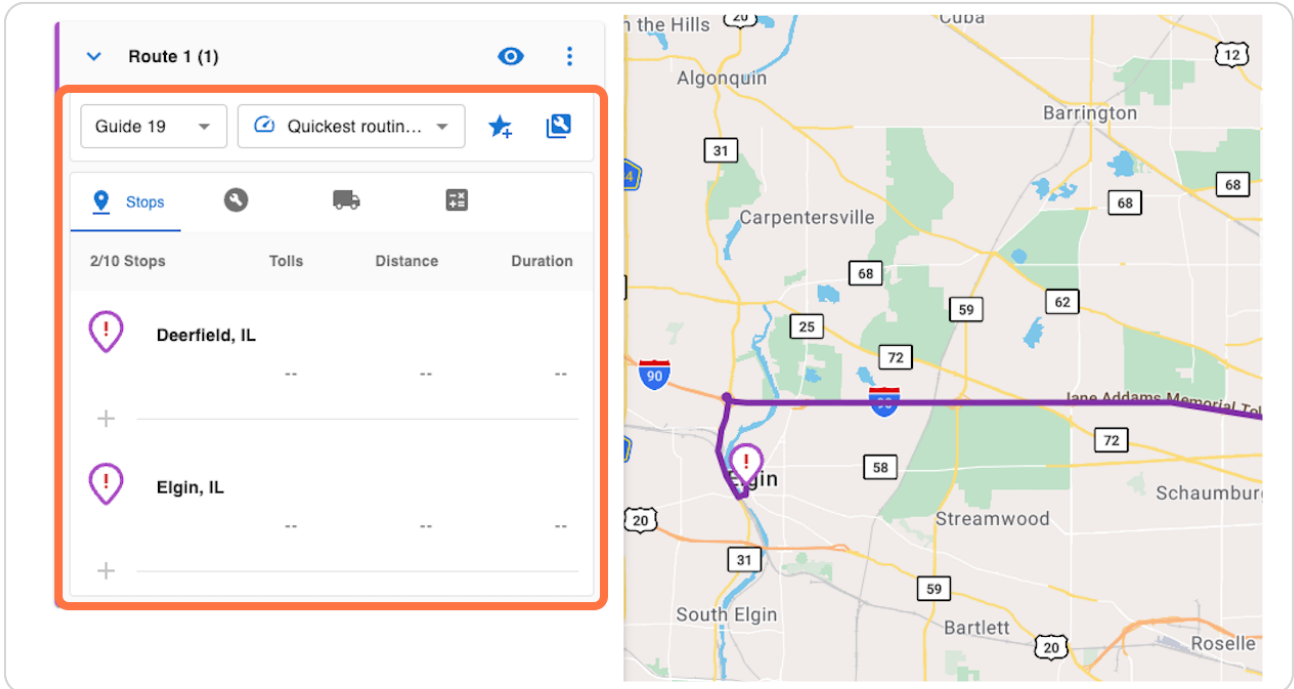 Route 1 (1)
Guide 19
Quickest routin...
Stops
2/10 Stops Tolls Distance Duration
!
Deerfield, IL
-- -- --
!
Elgin, IL
-- -- --
n the Hills
20
Cuba
12
Algonquin
Barrington
31
4
68
68
Carpentersville
68
59
62
25
72
90
90
Jane Addams Memorial Tol
72
!
Elgin
58
Schaumbur
20
Streamwood
31
59
South Elgin
Bartlett
20
Roselle